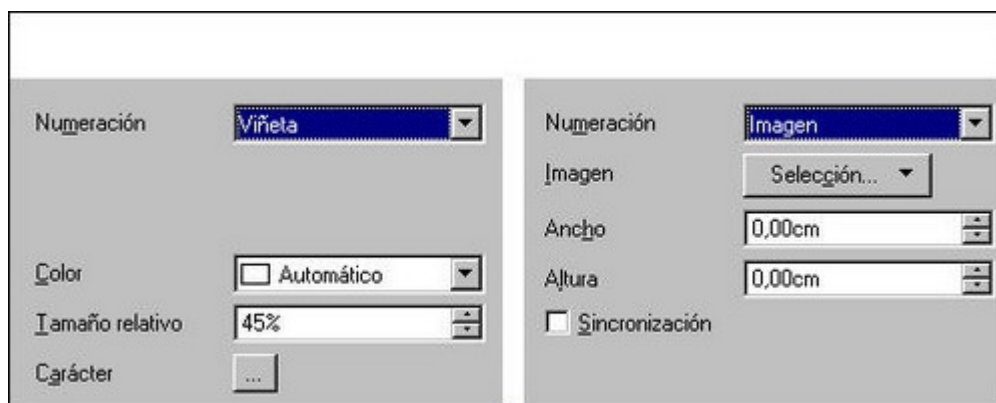 Numeración Viñeta
Color Automático
Tamaño relativo 45%
Carácter ...
Numeración Imagen
Imagen Selección...
Ancho 0,00cm
Altura 0,00cm
Sincronización